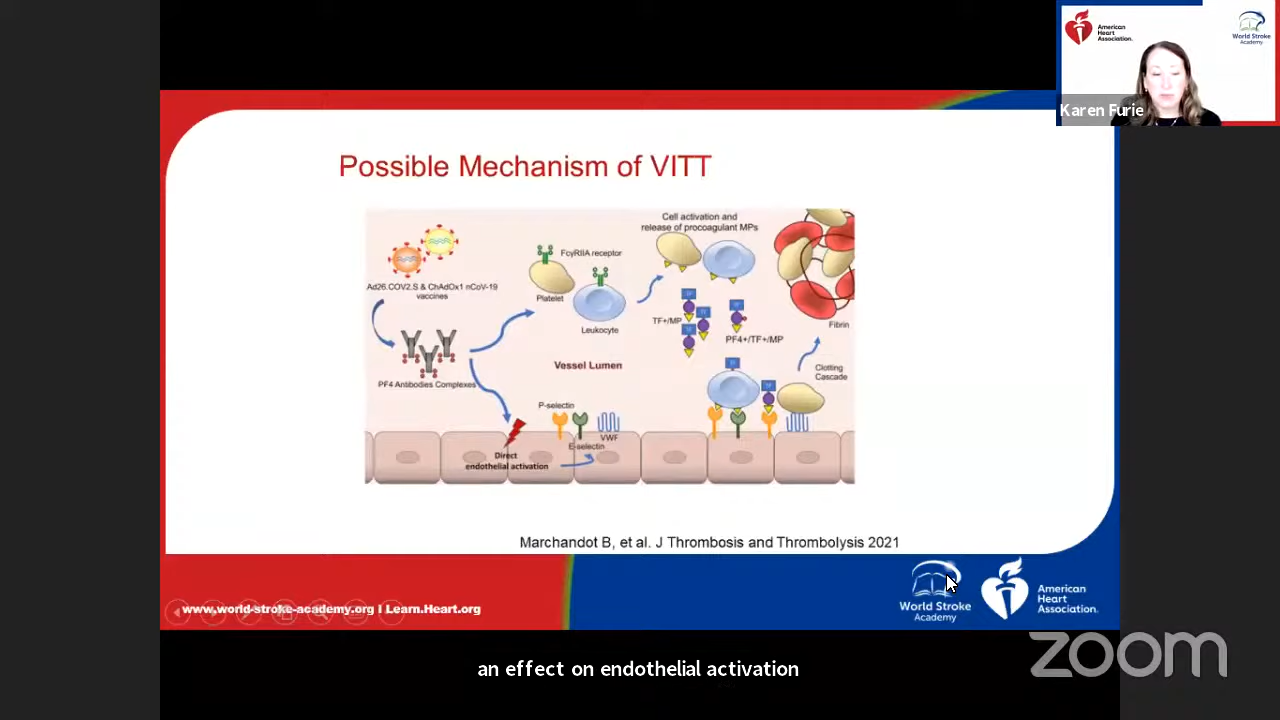 American
Heart
Association.
World Stroke
Academy
Karen Furie
Possible Mechanism of VITT
Cell activation and
release of procoagulant MPs
FcγRIIA receptor
Ad26.COV2.S & ChAdOx1 nCoV-19
vaccines
Platelet
Leukocyte
TF+/MP
PF4+/TF+/MP
Fibrin
Vessel Lumen
Clotting
Cascade
PF4 Antibodies Complexes
P-selectin
VWF
E-selectin
Direct
endothelial activation
Marchandot B, et al. J Thrombosis and Thrombolysis 2021
www.world-stroke-academy.org I Learn.Heart.org
World Stroke
Academy
American
Heart
Association.
zoom
an effect on endothelial activation